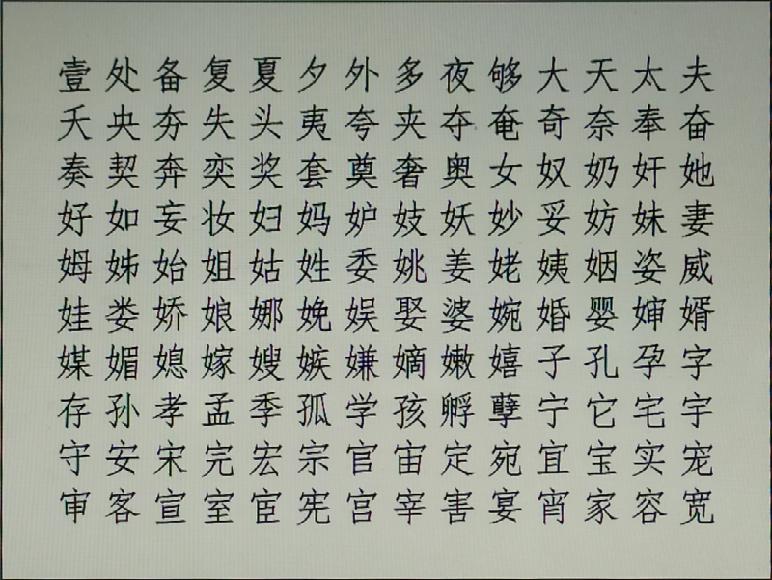 壹处备复夏夕外多夜够大天太夫
夭央夯失头夷夸夹夺奄奇奈奉奋
奏契奔奕奖套奠奢奥女奴奶奸她
好如妄妆妇妈妒妓妖妙妥妨妹妻
姆姊始姐姑姓委姚姜姥姨姻姿威
娃娄娇娘娜娩娱娶婆婉婚婴婶婿
媒媚媳嫁嫂嫉嫌嫡嫩嬉子孔孕字
存孙孝孟季孤学孩孵孽宁它宅宇
守安宋完宏宗官宙定宛宜宝实宠
审客宣室宦宪宫宰害宴宵家容宽